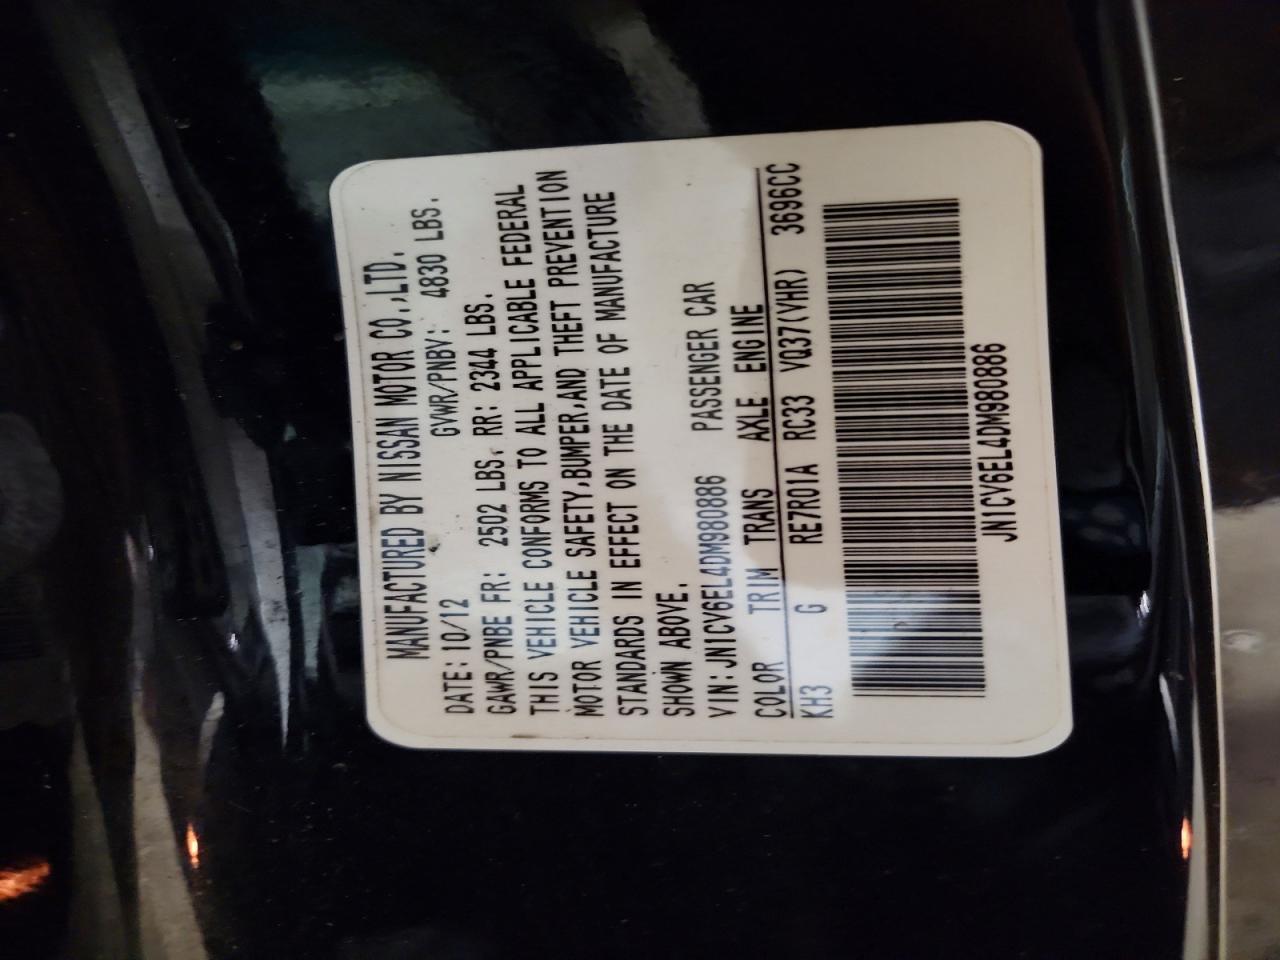 MANUFACTURED BY NISSAN MOTOR CO.,LTD.
DATE: 10/12 GVWR/PNBV: 4830 LBS.
GAWR/PNBE FR: 2502 LBS. RR: 2344 LBS.
THIS VEHICLE CONFORMS TO ALL APPLICABLE FEDERAL
MOTOR VEHICLE SAFETY,BUMPER,AND THEFT PREVENTION
STANDARDS IN EFFECT ON THE DATE OF MANUFACTURE
SHOWN ABOVE.
VIN:JN1CV6EL4DM980886 PASSENGER CAR
COLOR TRIM TRANS AXLE ENGINE
KH3 G RE7R01A RC33 VQ37(VHR) 3696CC
JN1CV6EL4DM980886